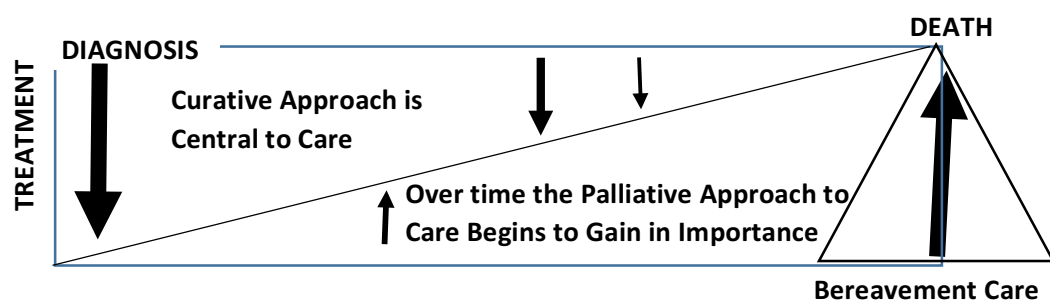 DEATH
DIAGNOSIS
TREATMENT
Curative Approach is
Central to Care
Over time the Palliative Approach to
Care Begins to Gain in Importance
Bereavement Care